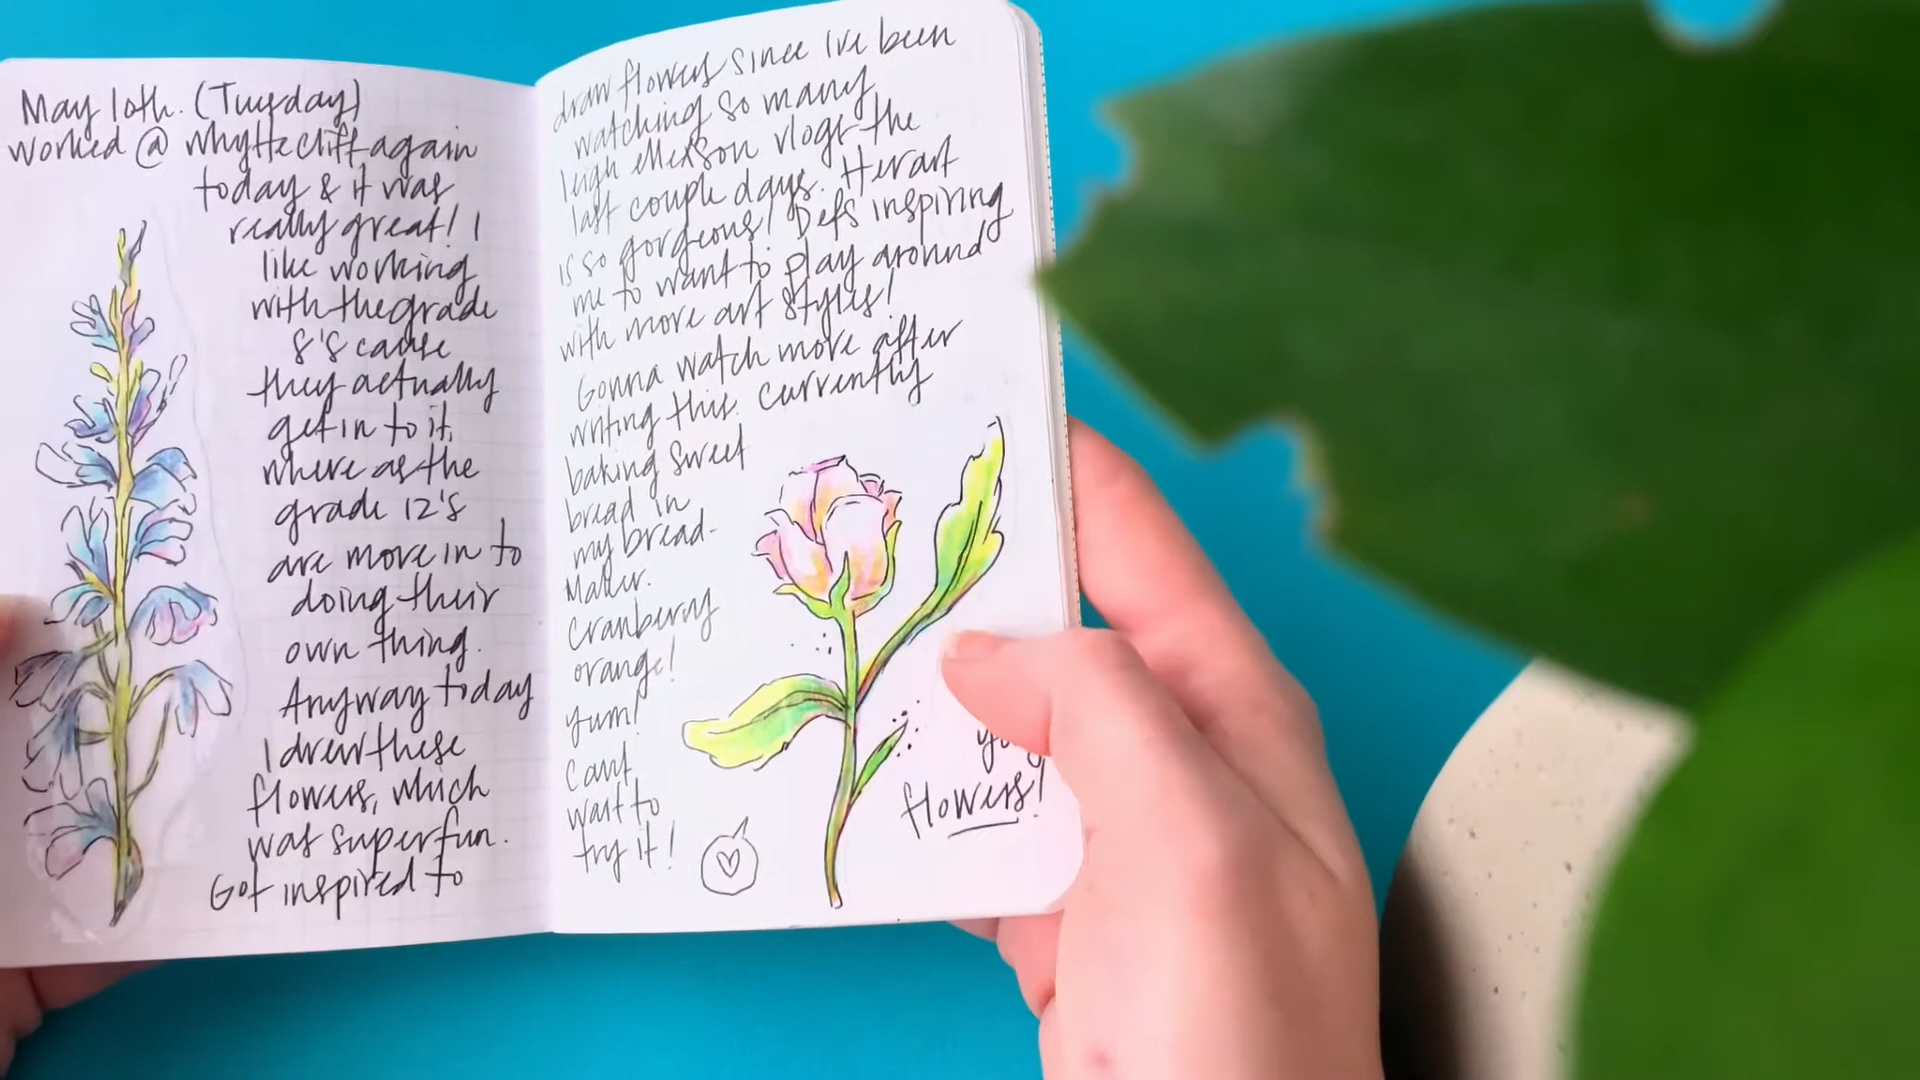 May 10th. (Tuesday)
worked @ whytecliff again
today & it was
really great! I
like working
with the grade
8's cause
they actually
get in to it,
where as the
grade 12's
are more in to
doing their
own thing.
Anyway today
I drew these
flowers, which
was super fun.
Got inspired to
draw flowers since I've been
watching so many
leigh ellexson vlogs the
last couple days. Her art
is so gorgeous! Defs inspiring
me to want to play around
with more art styles!
Gonna watch more after
writing this. Currently
baking sweet
bread in
my bread-
maker.
Cranberry
orange!
yum!
Can't
wait to
try it!
flowers!